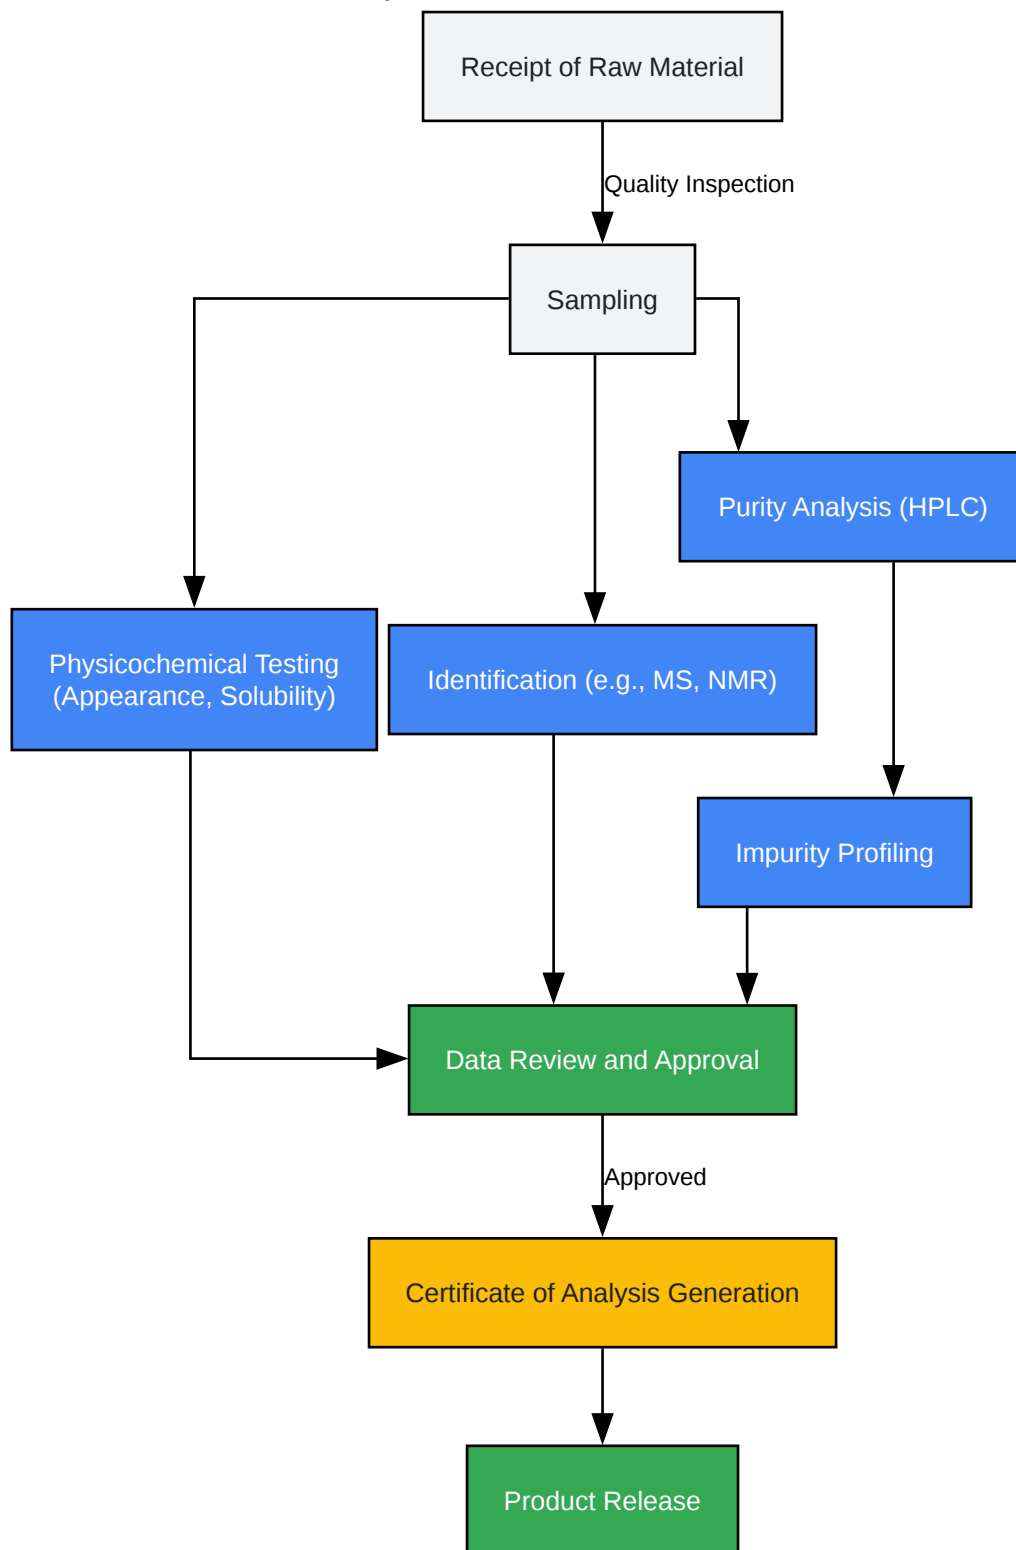 Receipt of Raw Material
Quality Inspection
Sampling
Purity Analysis (HPLC)
Physicochemical Testing
(Appearance, Solubility)
Identification (e.g., MS, NMR)
Impurity Profiling
Data Review and Approval
Approved
Certificate of Analysis Generation
Product Release